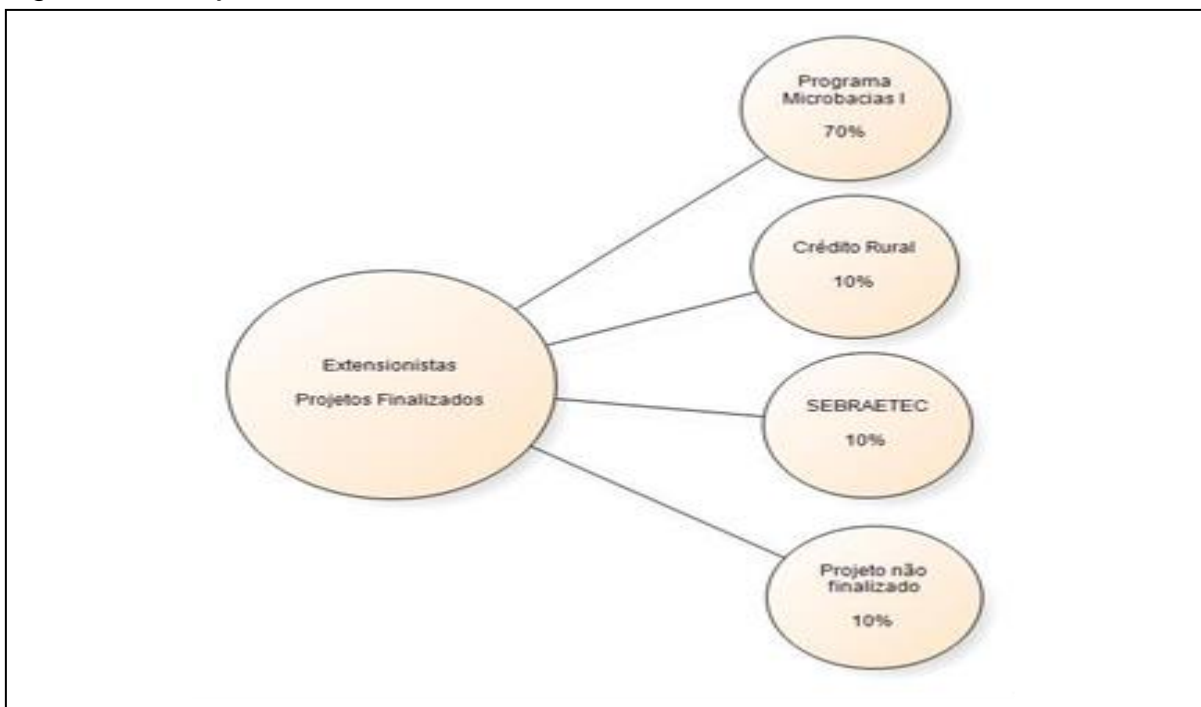 Programa
Microbacias I
70%
Crédito Rural
10%
Extensionistas
Projetos Finalizados
SEBRAETEC
10%
Projeto não
finalizado
10%